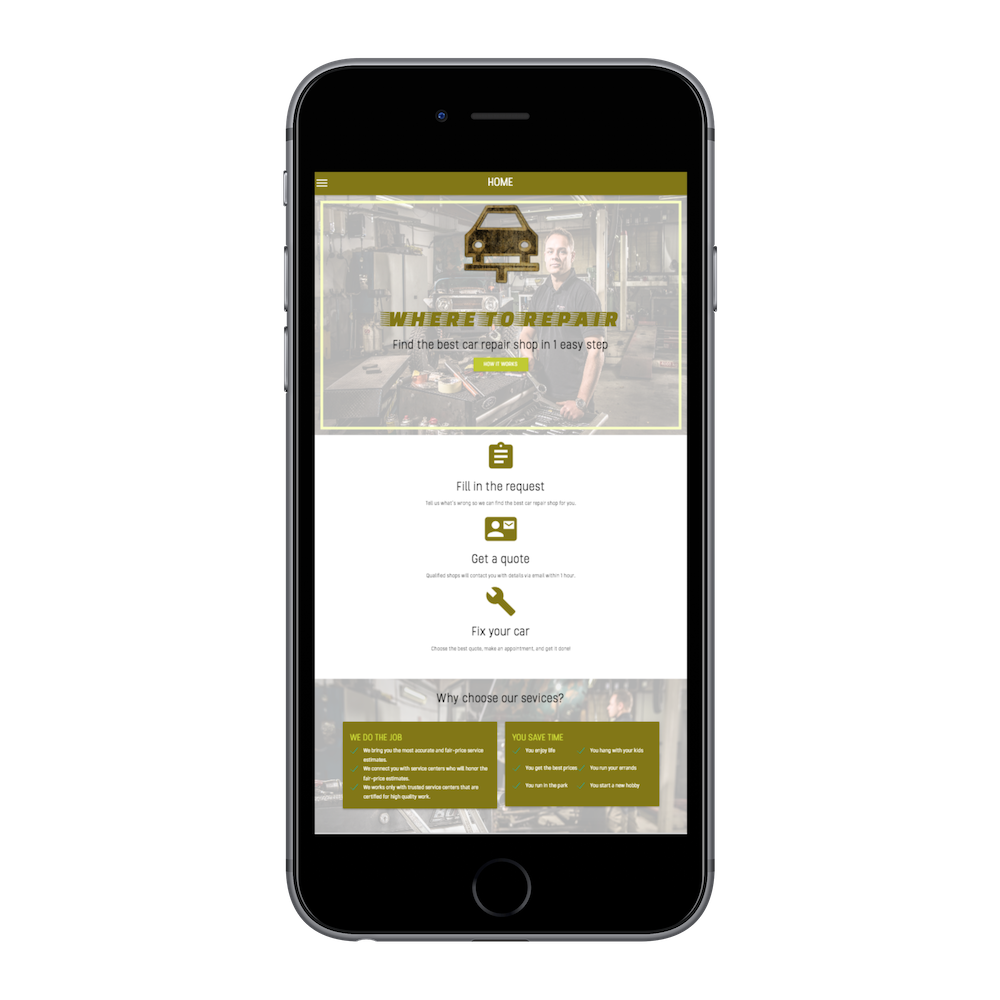 HOME
WHERE TO REPAIR
Find the best car repair shop in 1 easy step
HOW IT WORKS
Fill in the request
Tell us what's wrong so we can find the best car repair shop for you.
Get a quote
Qualified shops will contact you with details via email within 1 hour.
Fix your car
Choose the best quote, make an appointment, and get it done!
Why choose our sevices?
WE DO THE JOB
We bring you the most accurate and fair-price service
estimates.
We connect you with service centers who will honor the
fair-price estimates.
We works only with trusted service centers that are
certified for high-quality work.
YOU SAVE TIME
You enjoy life
You hang with your kids
You get the best prices
You run your errands
You run in the park
You start a new hobby